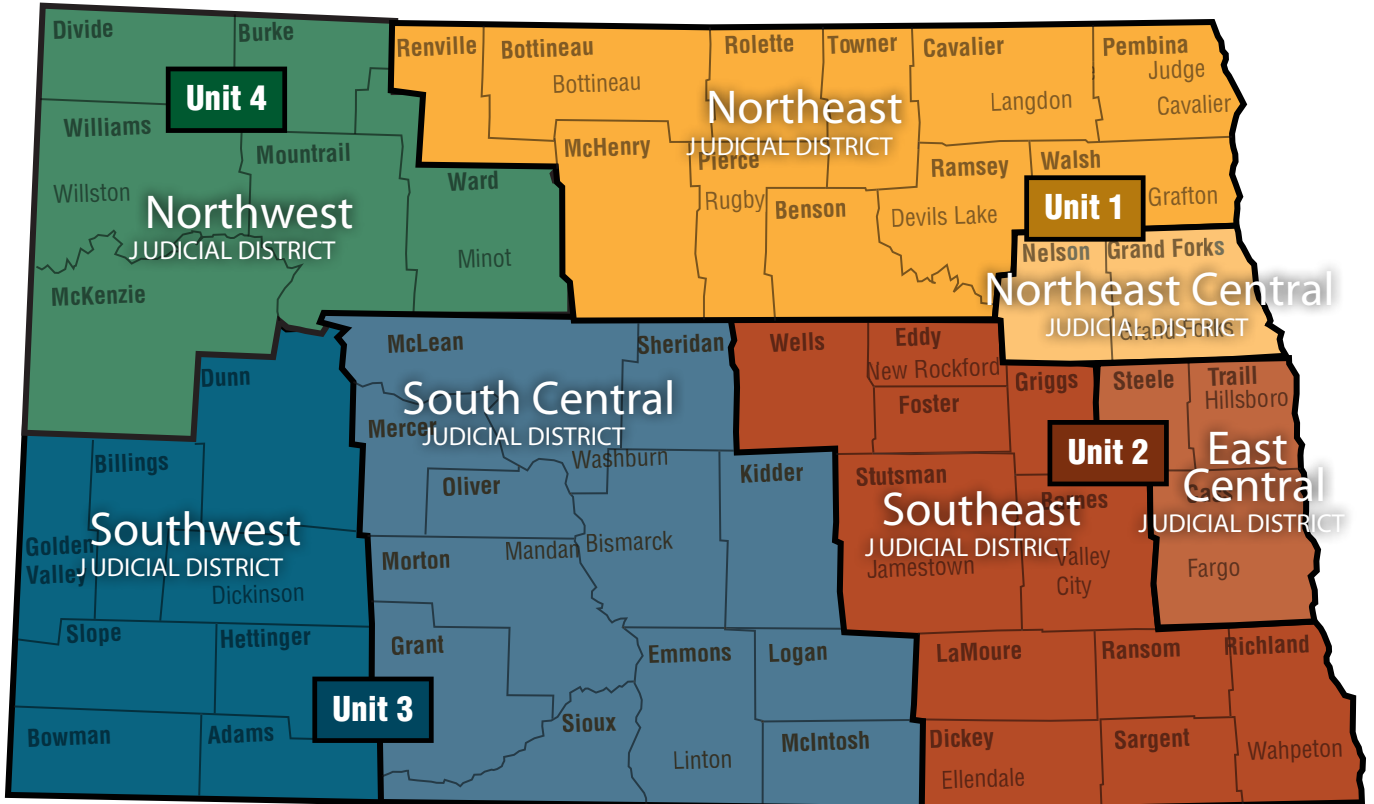 Divide
Burke
Unit 4
Williams
Mountrail
Ward
Williston
Northwest
JUDICIAL DISTRICT
Minot
McKenzie
Renville
Bottineau
Bottineau
Rolette
Towner
Cavalier
Langdon
Pembina
Judge
Cavalier
Northeast
JUDICIAL DISTRICT
McHenry
Pierce
Rugby
Benson
Ramsey
Devils Lake
Walsh
Grafton
Unit 1
Nelson
Grand Forks
Northeast Central
JUDICIAL DISTRICT
Grand Forks
Dunn
Billings
Golden
Valley
Southwest
JUDICIAL DISTRICT
Dickinson
Slope
Hettinger
Bowman
Adams
Unit 3
McLean
Sheridan
South Central
JUDICIAL DISTRICT
Mercer
Washburn
Oliver
Kidder
Morton
Mandan
Bismarck
Grant
Emmons
Logan
Sioux
Linton
McIntosh
Wells
Eddy
New Rockford
Foster
Griggs
Unit 2
Stutsman
Barnes
Southeast
JUDICIAL DISTRICT
Jamestown
Valley
City
Steele
Traill
Hillsboro
East
Central
JUDICIAL DISTRICT
Cass
Fargo
LaMoure
Ransom
Richland
Dickey
Ellendale
Sargent
Wahpeton